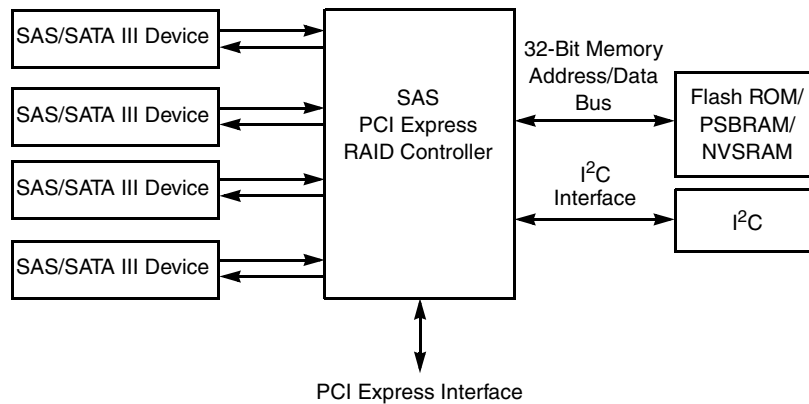 SAS/SATA III Device
SAS/SATA III Device
SAS/SATA III Device
SAS/SATA III Device
SAS
PCI Express
RAID Controller
32-Bit Memory
Address/Data
Bus
I²C
Interface
Flash ROM/
PSBRAM/
NVSRAM
I²C
PCI Express Interface